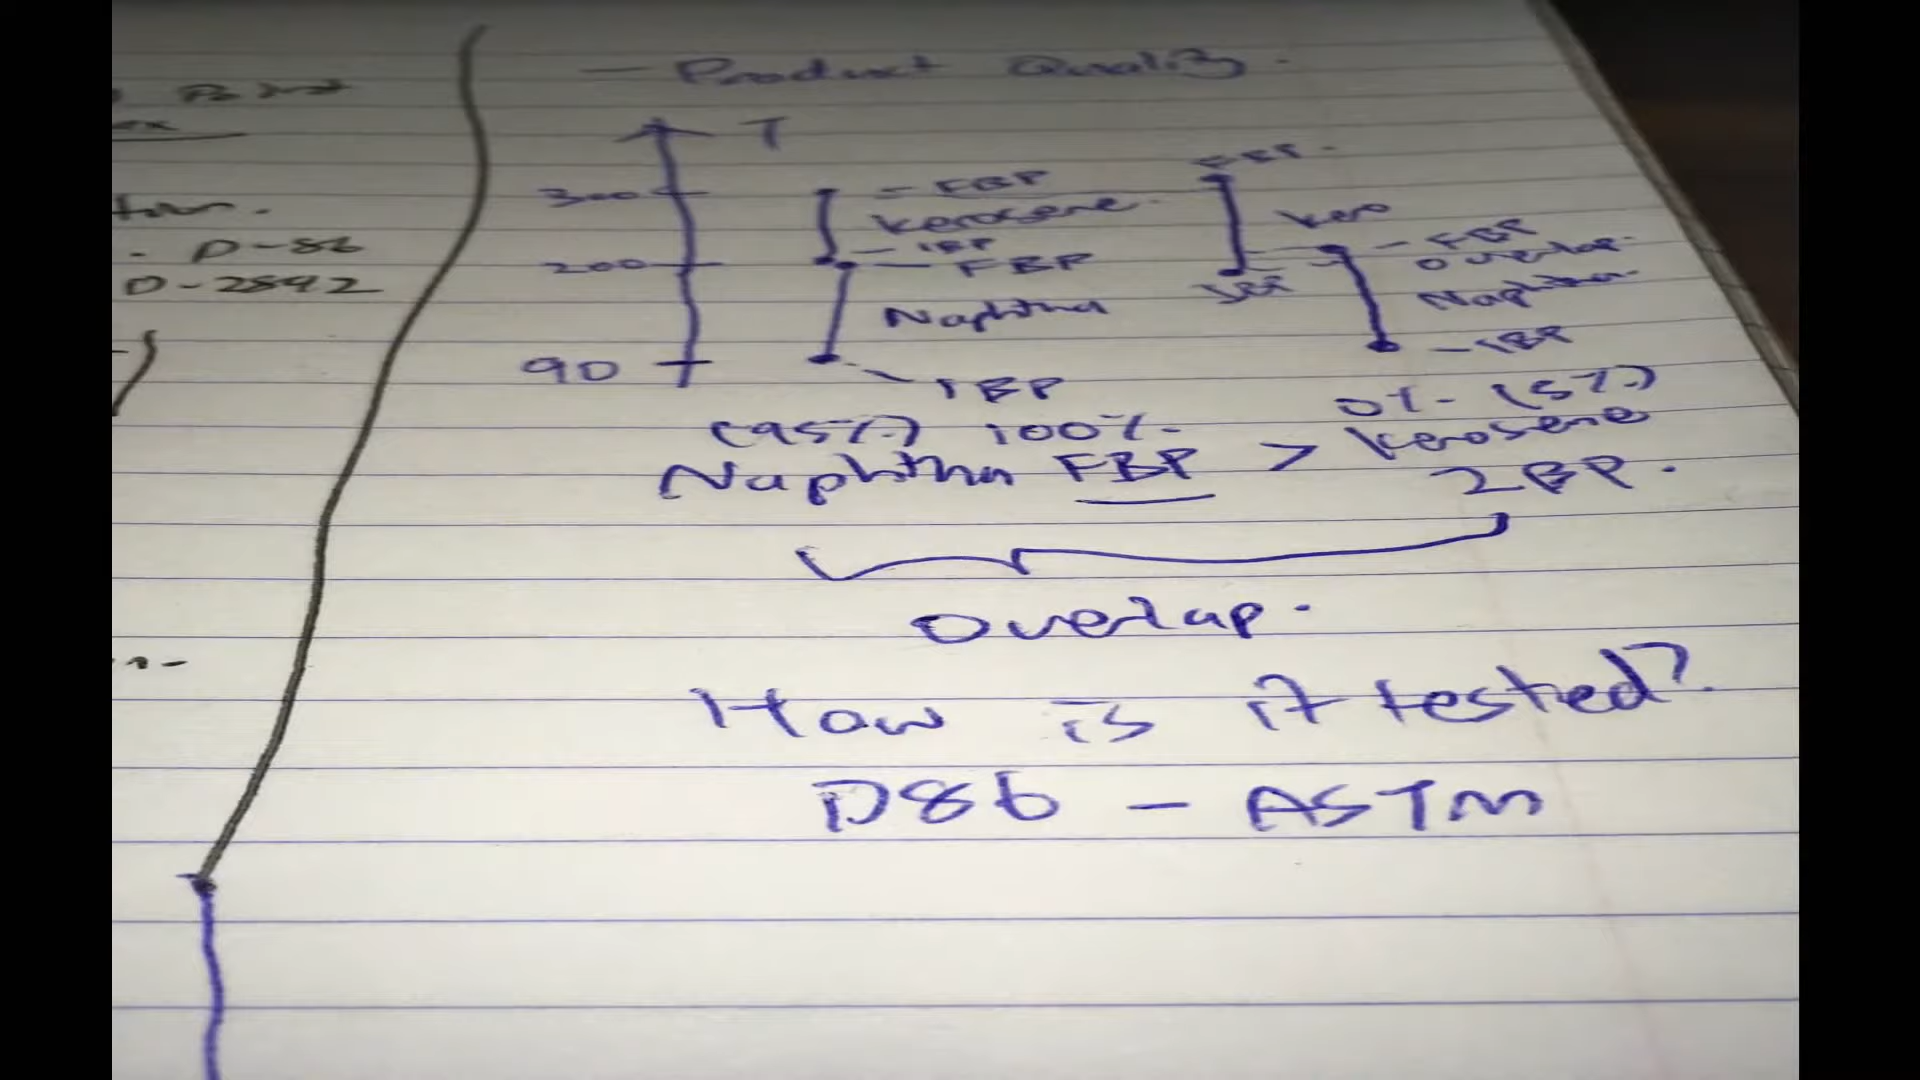 Point
D-86
D-2892
- Product Quality.
T
300
200
90
- FBP
Kerosene.
- IBP
- FBP
Naphtha
- IBP
FBP.
Kero
- FBP
overlap.
Naphtha.
- IBP
(95%) 100%.
0%. (5%)
Naphtha FBP > Kerosene
IBP.
Overlap.
How is it tested?
D86 - ASTM